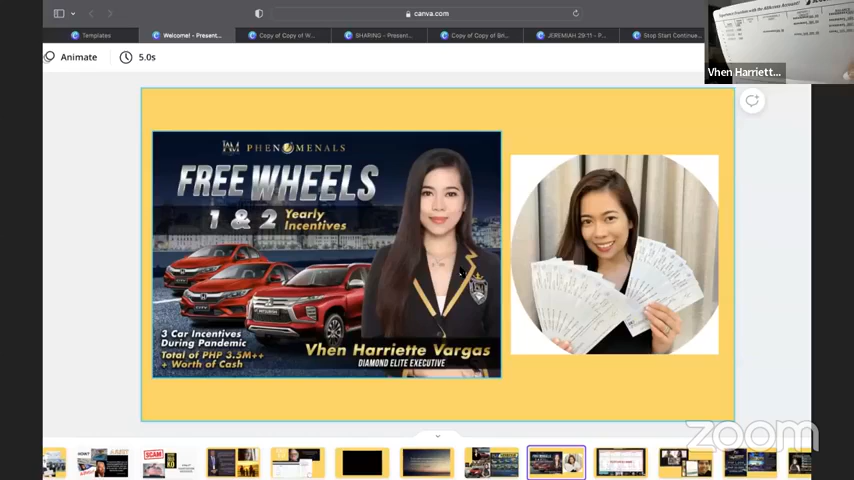 canva.com
Templates
Welcome! - Present...
Copy of Copy of W...
SHARING - Present...
Copy of Copy of Bri...
JEREMIAH 29:11 - P...
Stop Start Continue...
Animate
5.0s
Vhen Harriett...
I AM PHENOMENALS
FREE WHEELS
1 & 2 Yearly
Incentives
3 Car Incentives
During Pandemic
Total of PHP 3.5M++
+ Worth of Cash
Vhen Harriette Vargas
DIAMOND ELITE EXECUTIVE
zoom
SCAM